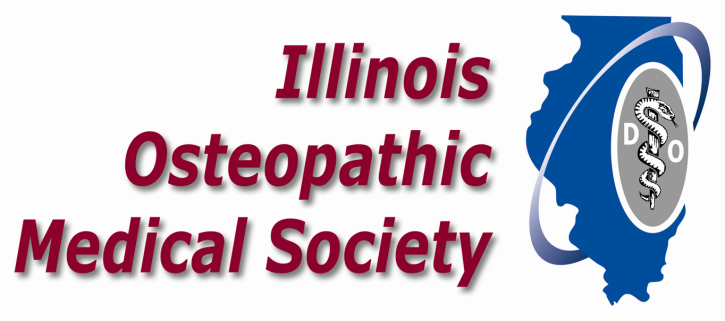 Illinois
Osteopathic
Medical Society
D O